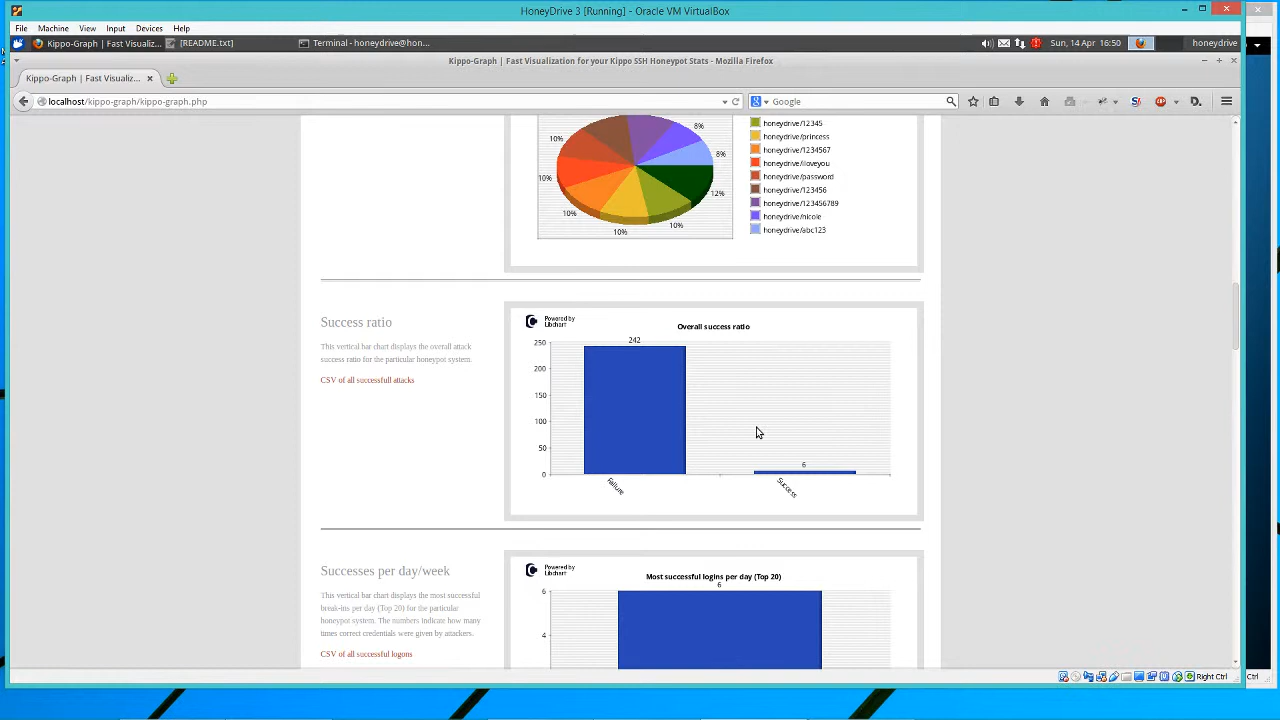 HoneyDrive 3 [Running] - Oracle VM VirtualBox
File Machine View Input Devices Help
Kippo-Graph | Fast Visualiz... [README.txt] Terminal - honeydrive@hon... Sun, 14 Apr 16:50 honeydrive
Kippo-Graph | Fast Visualization for your Kippo SSH Honeypot Stats - Mozilla Firefox
Kippo-Graph | Fast Visualiz...
localhost/kippo-graph/kippo-graph.php Google
8%
8%
12%
10%
10%
10%
10%
10%
honeydrive/12345
honeydrive/princess
honeydrive/1234567
honeydrive/iloveyou
honeydrive/password
honeydrive/123456
honeydrive/123456789
honeydrive/nicole
honeydrive/abc123
Success ratio
This vertical bar chart displays the overall attack
success ratio for the particular honeypot system.
CSV of all successfull attacks
Powered by
Libchart
Overall success ratio
250
200
150
100
50
0
242
6
Failure
Success
Successes per day/week
This vertical bar chart displays the most successful
break-ins per day (Top 20) for the particular
honeypot system. The numbers indicate how many
times correct credentials were given by attackers.
CSV of all successful logons
Powered by
Libchart
Most successful logins per day (Top 20)
6
6
4
Right Ctrl
Ctrl